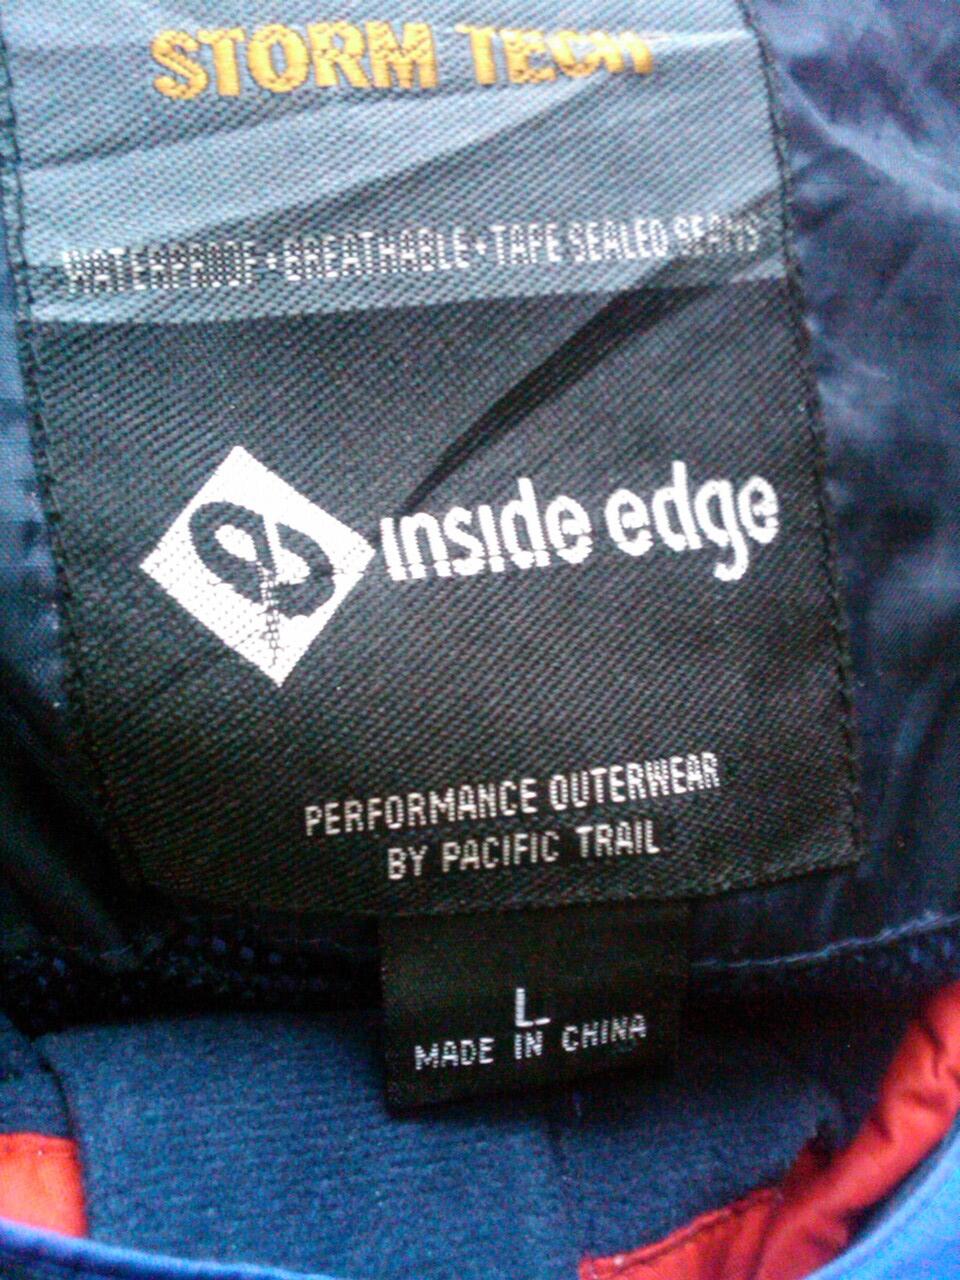 STORM TECH
WATERPROOF • BREATHABLE • TAPE SEALED SEAMS
inside edge
PERFORMANCE OUTERWEAR
BY PACIFIC TRAIL
L
MADE IN CHINA